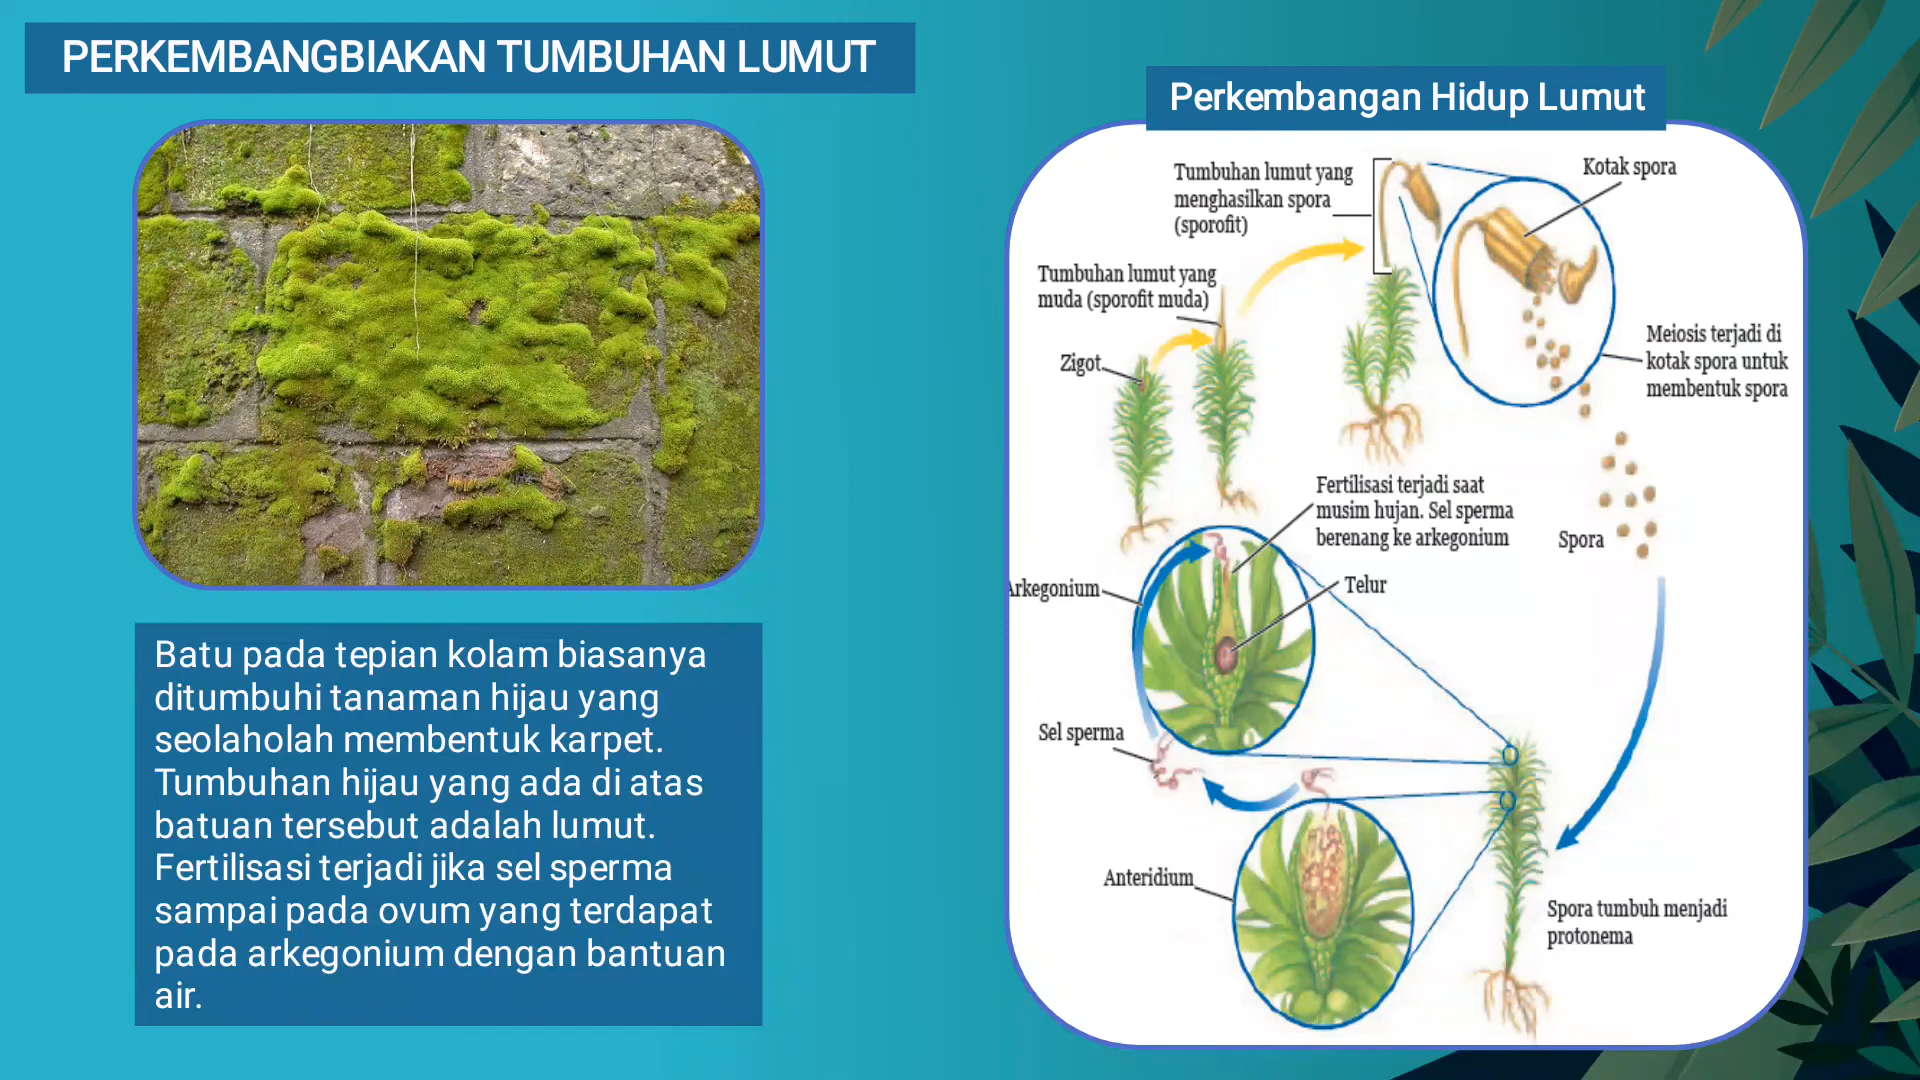 PERKEMBANGBIAKAN TUMBUHAN LUMUT
Batu pada tepian kolam biasanya
ditumbuhi tanaman hijau yang
seolaholah membentuk karpet.
Tumbuhan hijau yang ada di atas
batuan tersebut adalah lumut.
Fertilisasi terjadi jika sel sperma
sampai pada ovum yang terdapat
pada arkegonium dengan bantuan
air.
Perkembangan Hidup Lumut
Tumbuhan lumut yang
menghasilkan spora
(sporofit)
Kotak spora
Tumbuhan lumut yang
muda (sporofit muda)
Zigot
Meiosis terjadi di
kotak spora untuk
membentuk spora
Fertilisasi terjadi saat
musim hujan. Sel sperma
berenang ke arkegonium
Spora
Arkegonium
Telur
Sel sperma
Anteridium
Spora tumbuh menjadi
protonema